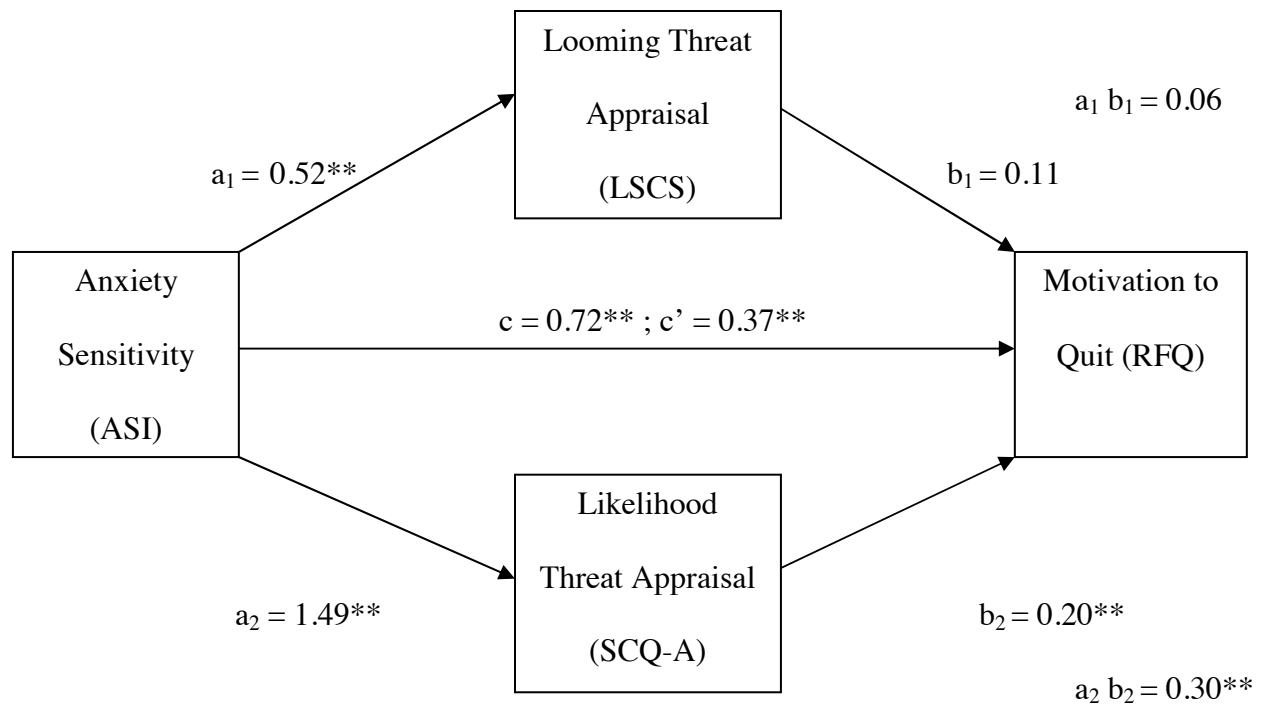 Looming Threat
Appraisal
(LSCS)
a₁ b₁ = 0.06
a₁ = 0.52**
b₁ = 0.11
Anxiety
Sensitivity
(ASI)
c = 0.72** ; c’ = 0.37**
Motivation to
Quit (RFQ)
Likelihood
Threat Appraisal
(SCQ-A)
a₂ = 1.49**
b₂ = 0.20**
a₂ b₂ = 0.30**